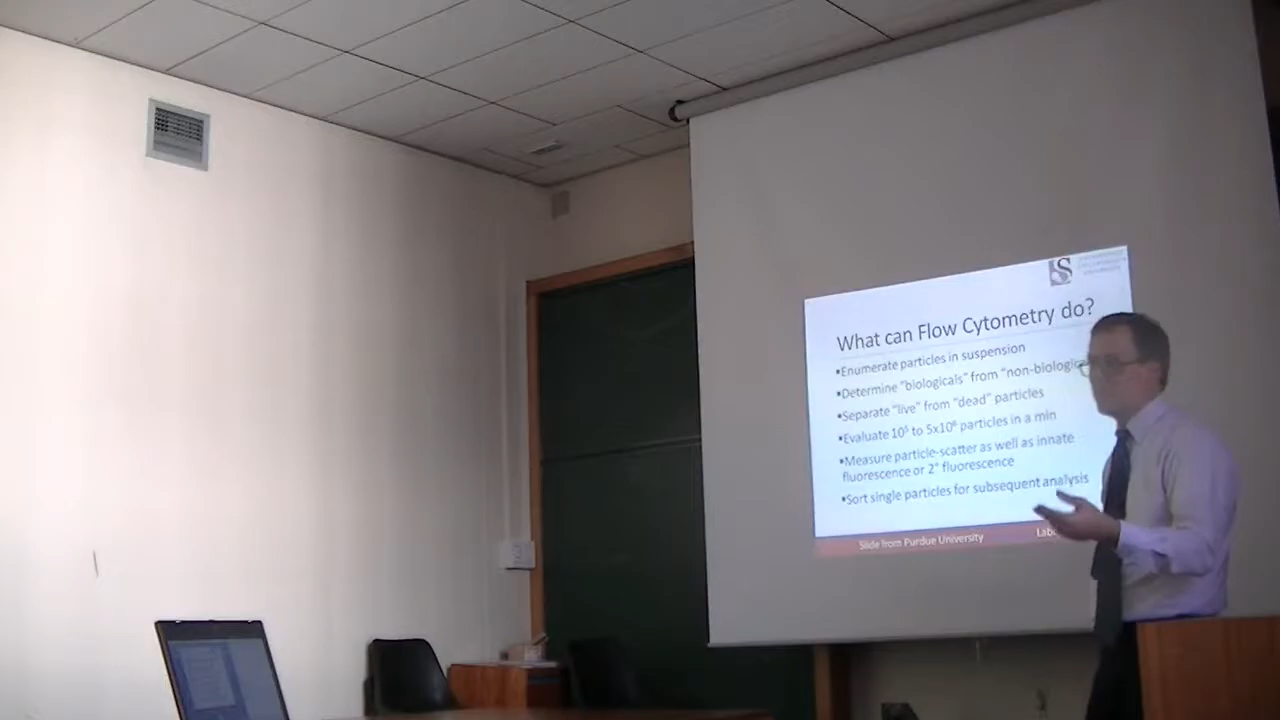 S
What can Flow Cytometry do?
▪Enumerate particles in suspension
▪Determine “biologicals” from “non-biologic
▪Separate “live” from “dead” particles
▪Evaluate 10⁵ to 5x10⁶ particles in a min
▪Measure particle-scatter as well as innate
fluorescence or 2° fluorescence
▪Sort single particles for subsequent analysis
Slide from Purdue University